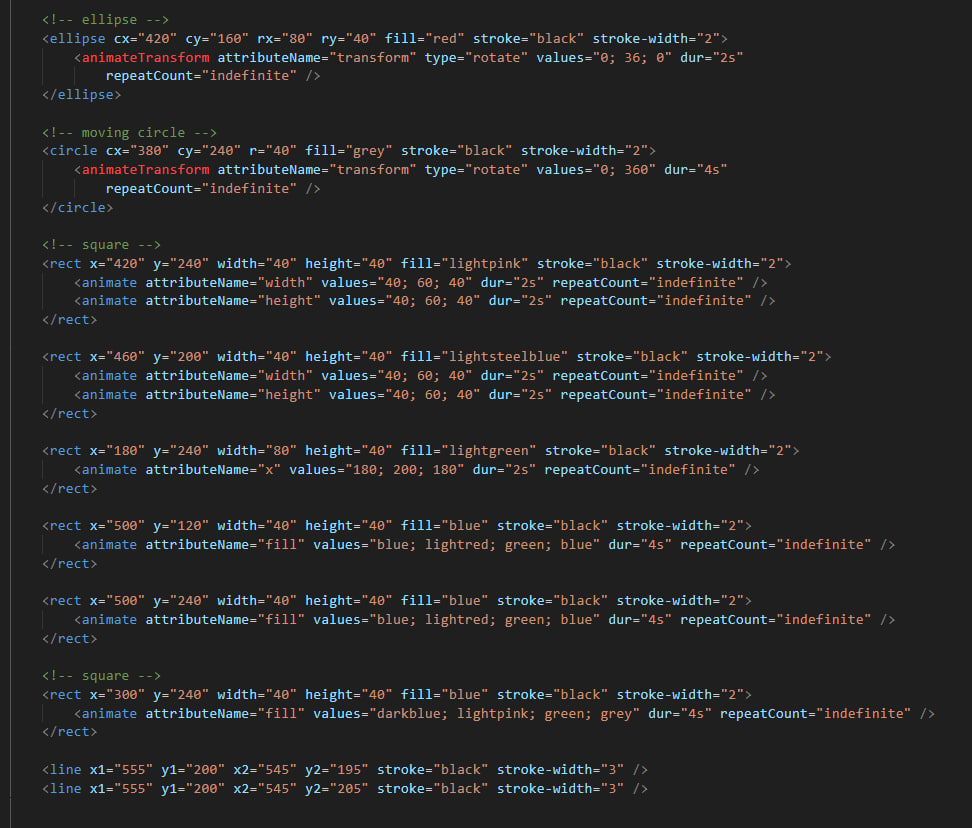 <!-- ellipse -->
<ellipse cx="420" cy="160" rx="80" ry="40" fill="red" stroke="black" stroke-width="2">
<animateTransform attributeName="transform" type="rotate" values="0; 36; 0" dur="2s"
repeatCount="indefinite" />
</ellipse>
<!-- moving circle -->
<circle cx="380" cy="240" r="40" fill="grey" stroke="black" stroke-width="2">
<animateTransform attributeName="transform" type="rotate" values="0; 360" dur="4s"
repeatCount="indefinite" />
</circle>
<!-- square -->
<rect x="420" y="240" width="40" height="40" fill="lightpink" stroke="black" stroke-width="2">
<animate attributeName="width" values="40; 60; 40" dur="2s" repeatCount="indefinite" />
<animate attributeName="height" values="40; 60; 40" dur="2s" repeatCount="indefinite" />
</rect>
<rect x="460" y="200" width="40" height="40" fill="lightsteelblue" stroke="black" stroke-width="2">
<animate attributeName="width" values="40; 60; 40" dur="2s" repeatCount="indefinite" />
<animate attributeName="height" values="40; 60; 40" dur="2s" repeatCount="indefinite" />
</rect>
<rect x="180" y="240" width="80" height="40" fill="lightgreen" stroke="black" stroke-width="2">
<animate attributeName="x" values="180; 200; 180" dur="2s" repeatCount="indefinite" />
</rect>
<rect x="500" y="120" width="40" height="40" fill="blue" stroke="black" stroke-width="2">
<animate attributeName="fill" values="blue; lightred; green; blue" dur="4s" repeatCount="indefinite" />
</rect>
<rect x="500" y="240" width="40" height="40" fill="blue" stroke="black" stroke-width="2">
<animate attributeName="fill" values="blue; lightred; green; blue" dur="4s" repeatCount="indefinite" />
</rect>
<!-- square -->
<rect x="300" y="240" width="40" height="40" fill="blue" stroke="black" stroke-width="2">
<animate attributeName="fill" values="darkblue; lightpink; green; grey" dur="4s" repeatCount="indefinite" />
</rect>
<line x1="555" y1="200" x2="545" y2="195" stroke="black" stroke-width="3" />
<line x1="555" y1="200" x2="545" y2="205" stroke="black" stroke-width="3" />